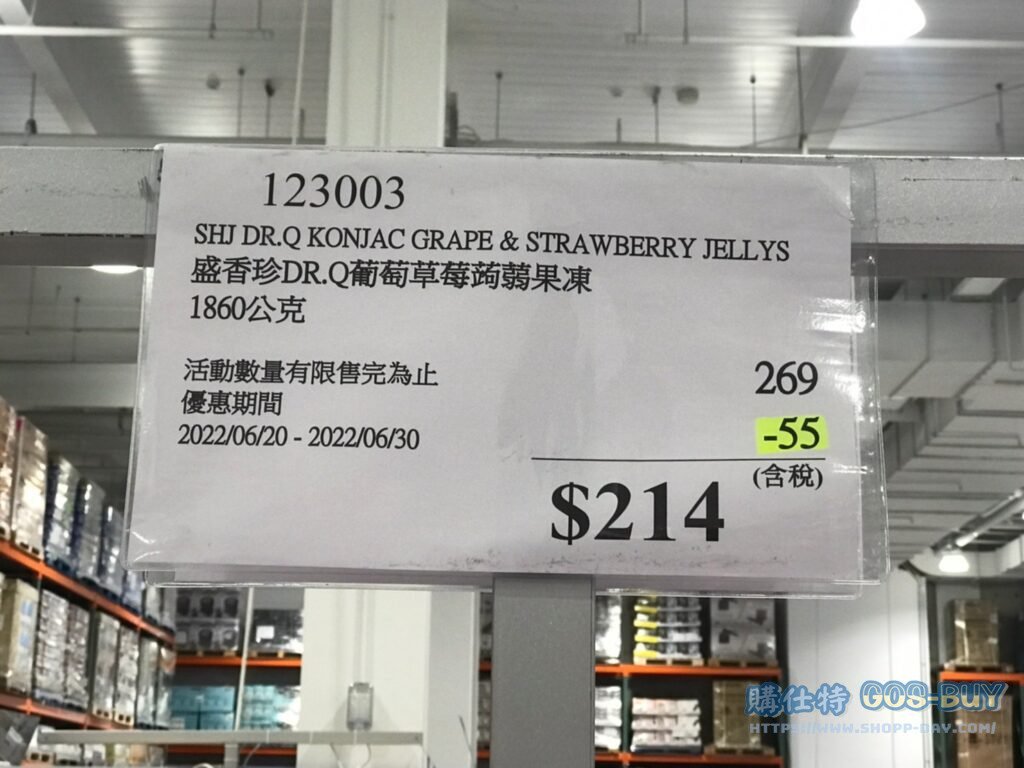 123003
SHJ DR.Q KONJAC GRAPE & STRAWBERRY JELLYS
盛香珍DR.Q葡萄草莓蒟蒻果凍
1860公克
活動數量有限售完為止
優惠期間
2022/06/20 - 2022/06/30
269
-55
(含稅)
$214
購仕特 GOS-BUY
HTTPS://WWW.SHOPP-DAY.COM/